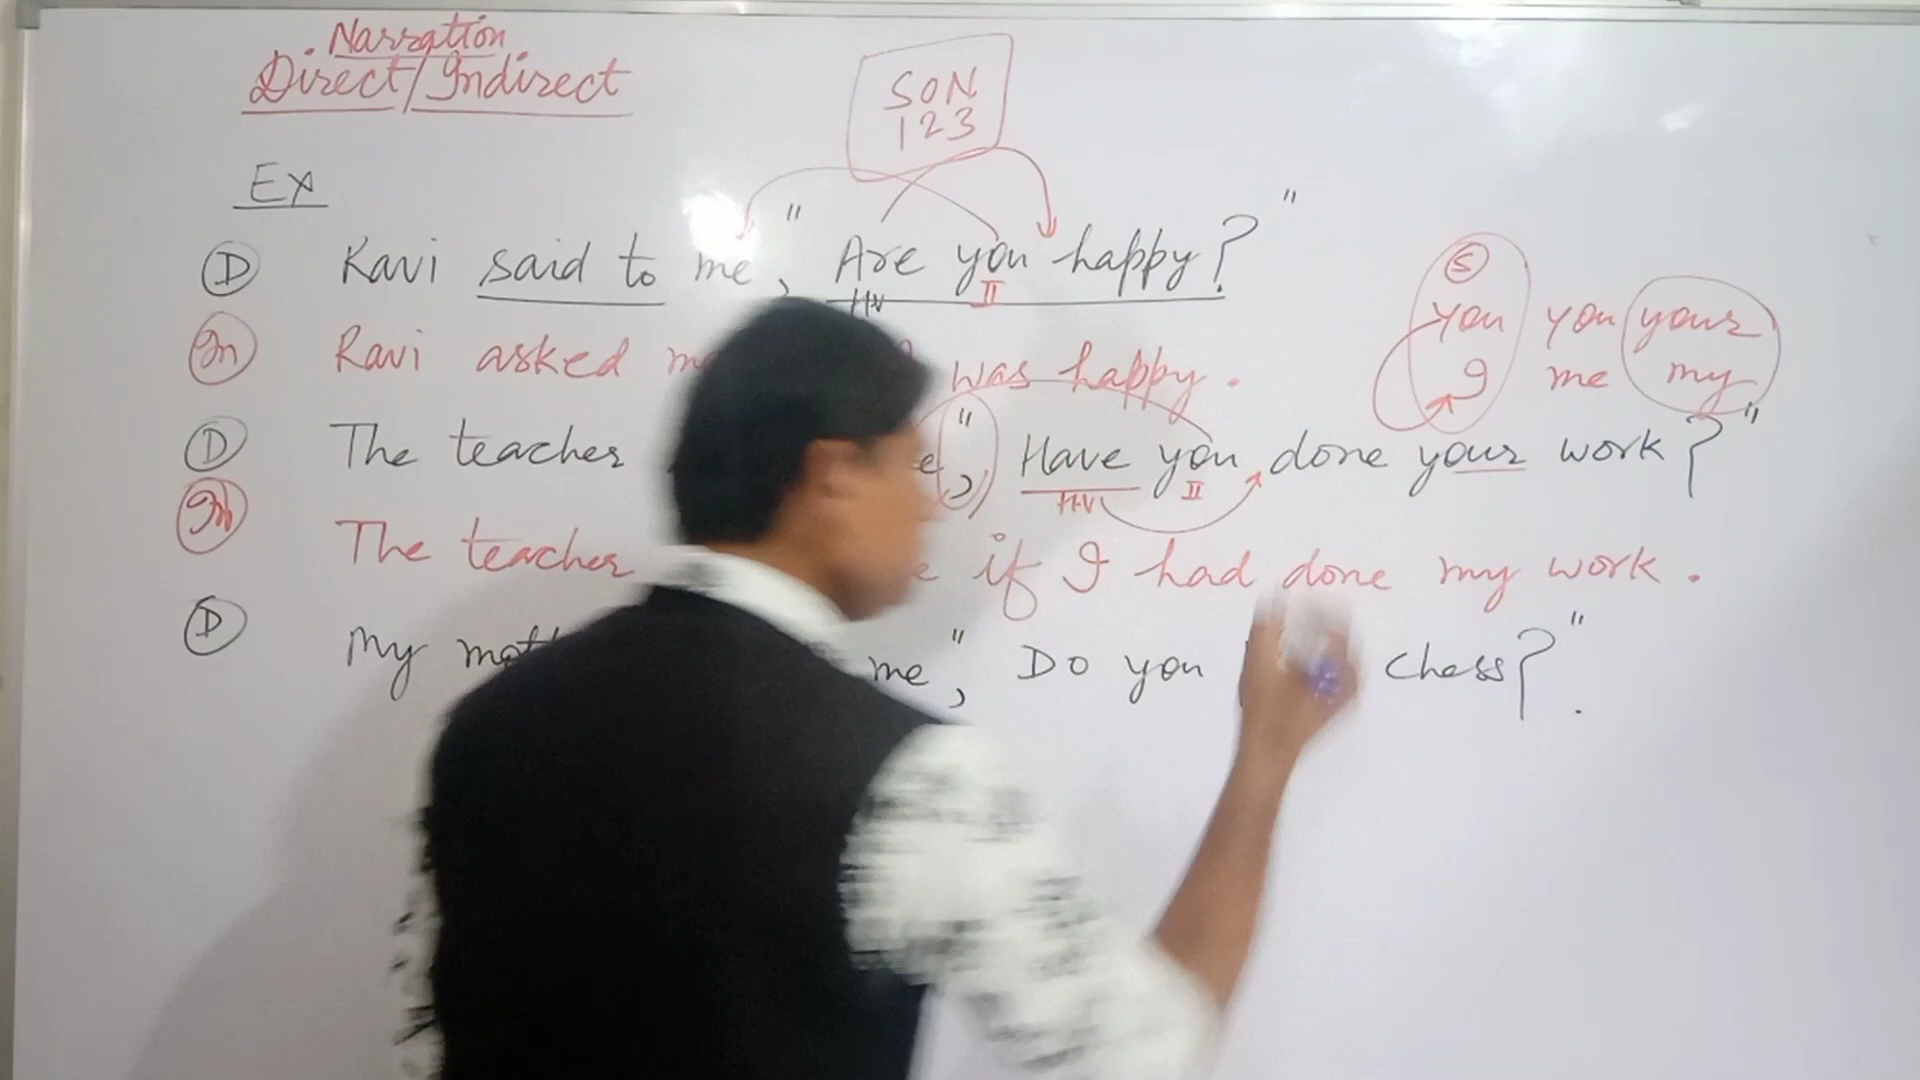 Narration
Direct/Indirect
SON
123
Ex
D Ravi said to me, "Are you happy?"
HV II
In Ravi asked was happy.
S
you you your
I me my
D The teacher , "Have you done your work?"
HV II
In The teacher if I had done my work.
D My me, "Do you chess?".